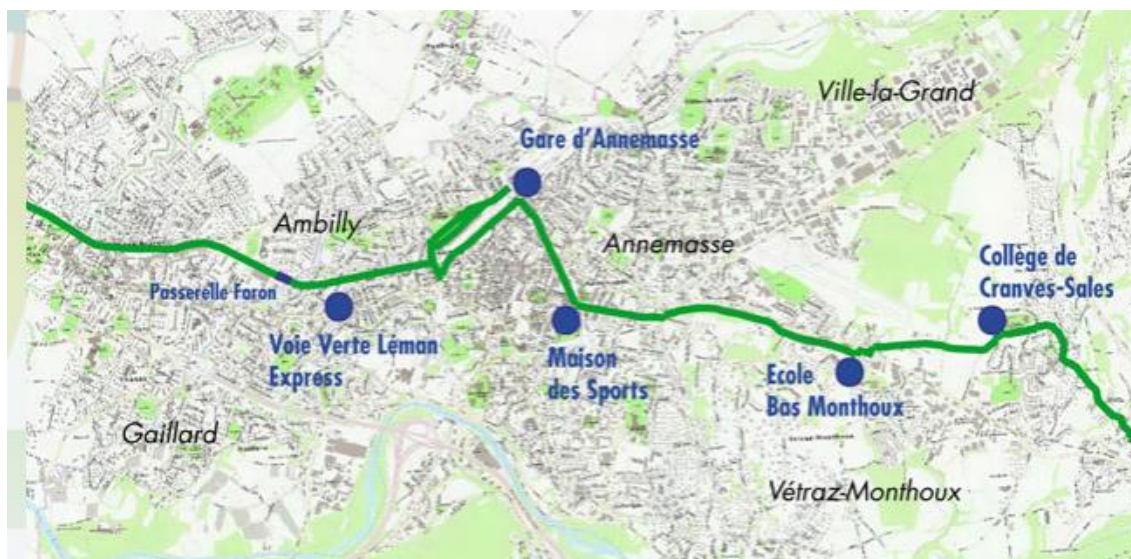 Ville-la-Grand
Gare d'Annemasse
Ambilly
Annemasse
Collège de
Cranves-Sales
Passerelle Foron
Voie Verte Léman
Express
Maison
des Sports
Ecole
Bas Monthoux
Gaillard
Vétraz-Monthoux